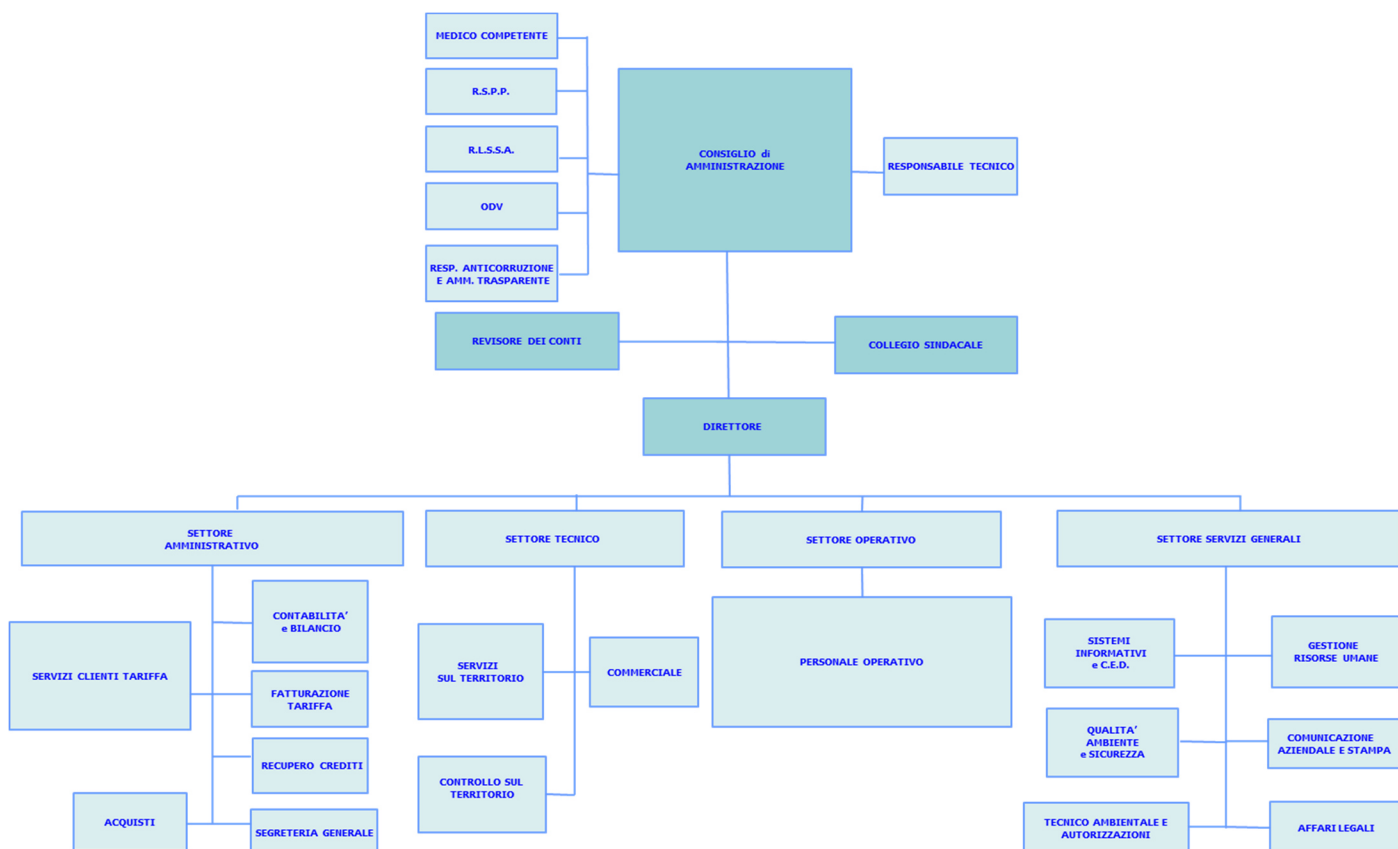 MEDICO COMPETENTE
R.S.P.P.
R.L.S.S.A.
ODV
RESP. ANTICORRUZIONE
E AMM. TRASPARENTE
CONSIGLIO di
AMMINISTRAZIONE
RESPONSABILE TECNICO
REVISORE DEI CONTI
COLLEGIO SINDACALE
DIRETTORE
SETTORE
AMMINISTRATIVO
SETTORE TECNICO
SETTORE OPERATIVO
SETTORE SERVIZI GENERALI
SERVIZI CLIENTI TARIFFA
CONTABILITA’
e BILANCIO
FATTURAZIONE
TARIFFA
RECUPERO CREDITI
ACQUISTI
SEGRETERIA GENERALE
SERVIZI
SUL TERRITORIO
COMMERCIALE
CONTROLLO SUL
TERRITORIO
PERSONALE OPERATIVO
SISTEMI
INFORMATIVI
e C.E.D.
GESTIONE
RISORSE UMANE
QUALITA’
AMBIENTE
e SICUREZZA
COMUNICAZIONE
AZIENDALE E STAMPA
TECNICO AMBIENTALE E
AUTORIZZAZIONI
AFFARI LEGALI